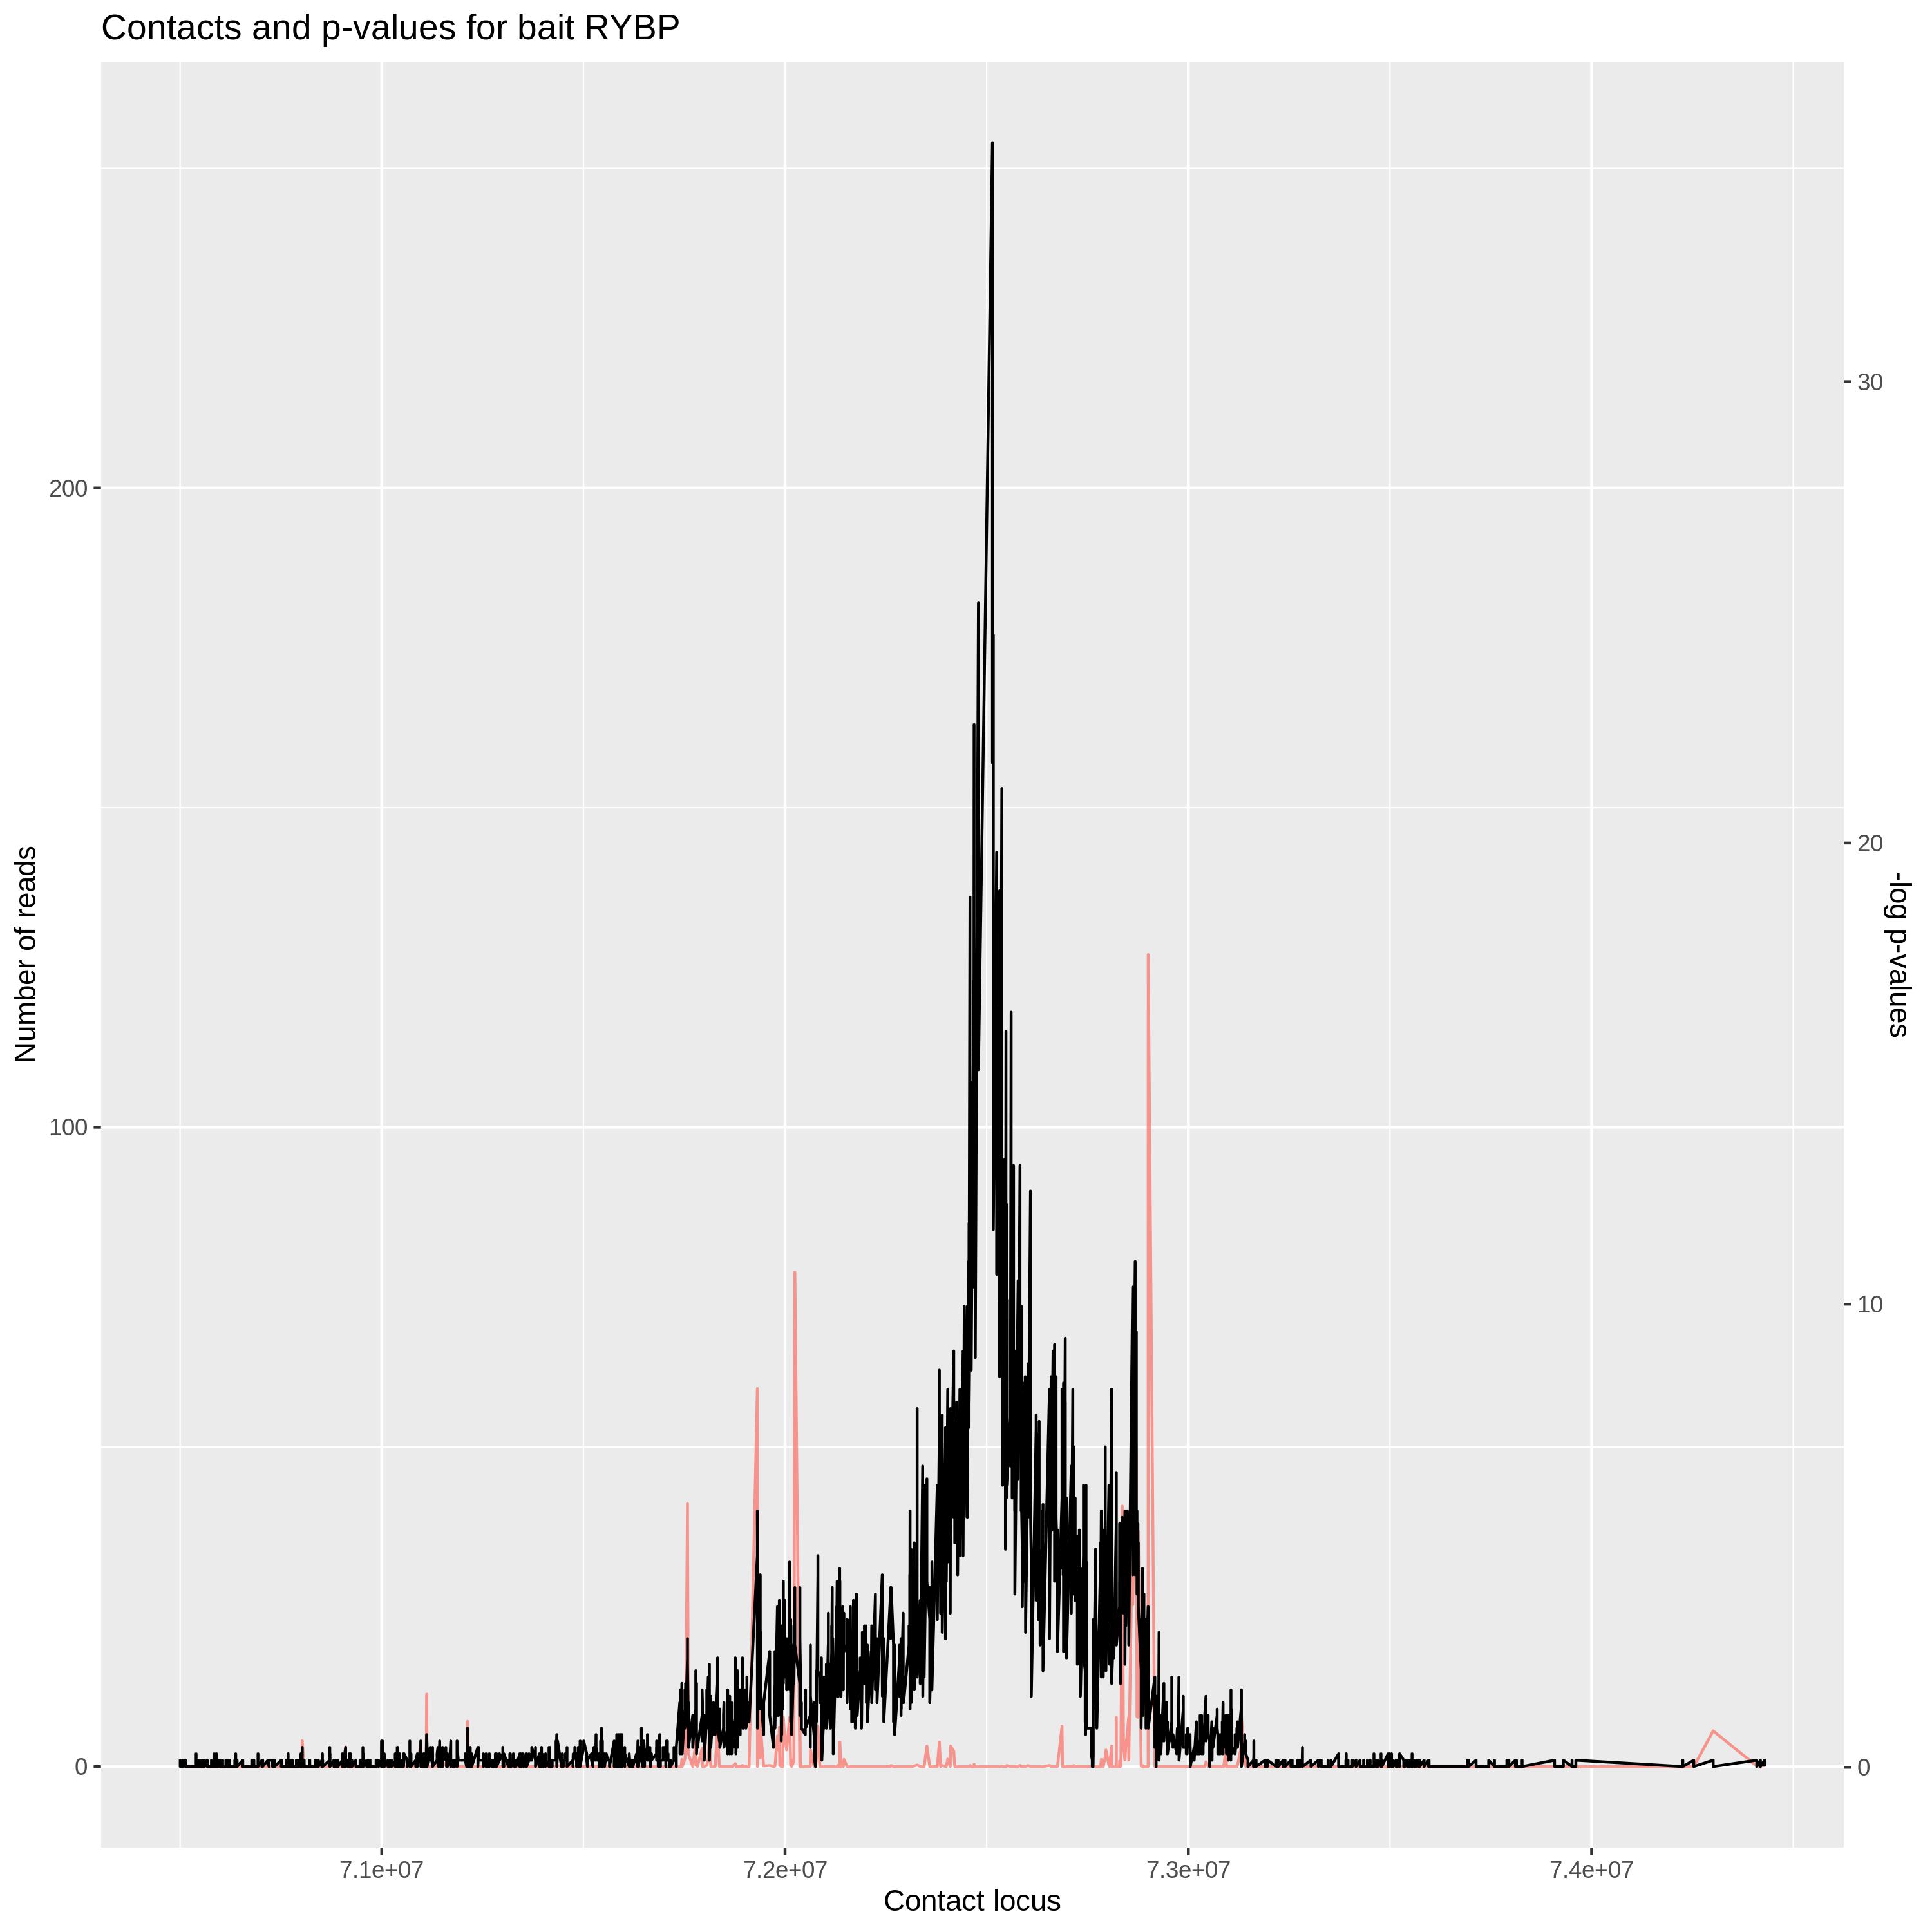 Contacts and p-values for bait RYBP
Number of reads
200
100
0
30
20
10
0
-log p-values
7.1e+07
7.2e+07
7.3e+07
7.4e+07
Contact locus